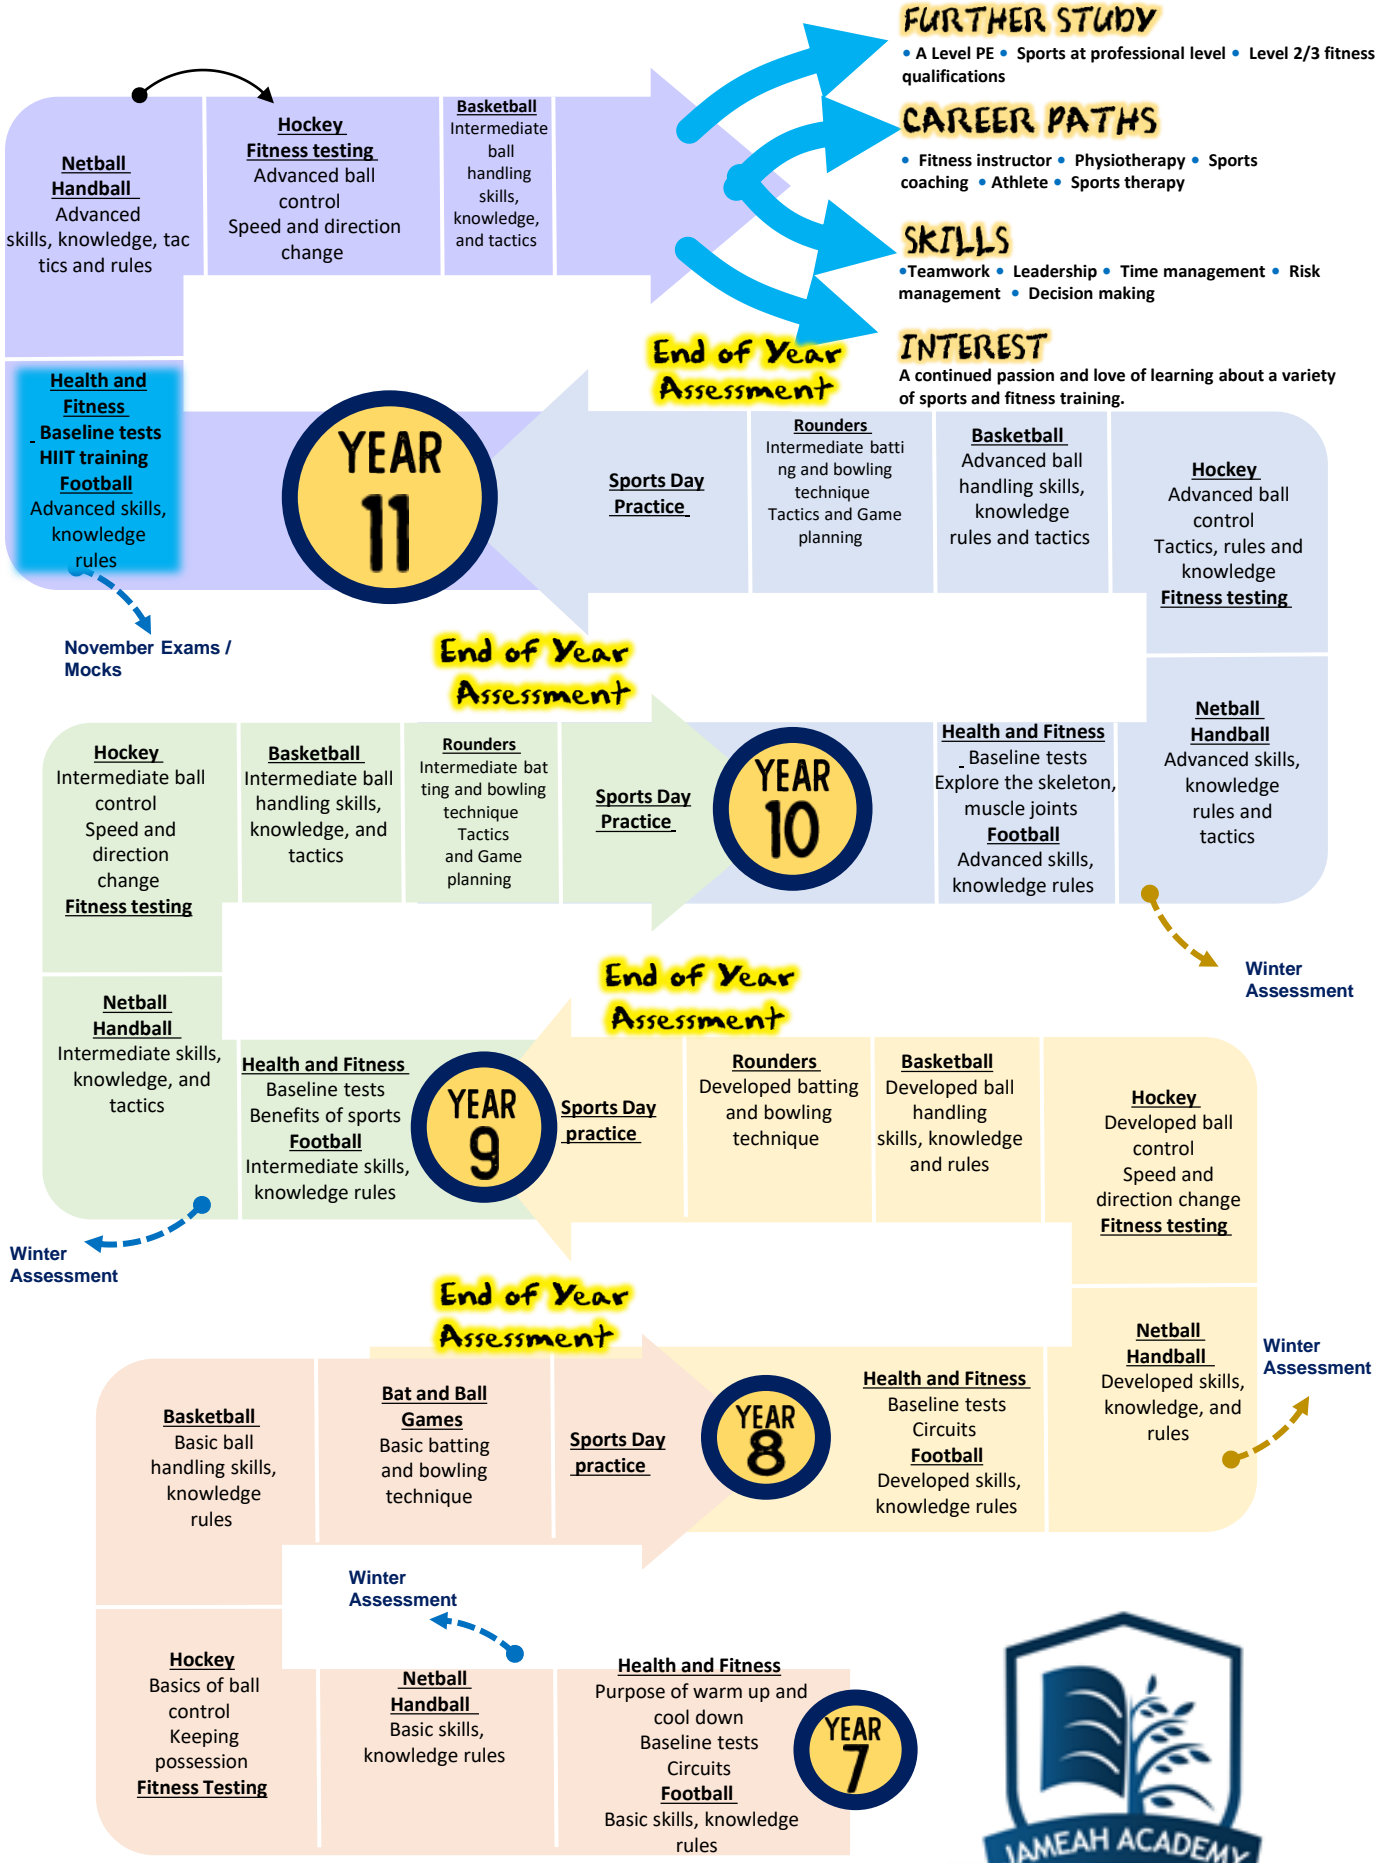 FURTHER STUDY
• A Level PE • Sports at professional level • Level 2/3 fitness
qualifications
CAREER PATHS
• Fitness instructor • Physiotherapy • Sports
coaching • Athlete • Sports therapy
SKILLS
•Teamwork • Leadership • Time management • Risk
management • Decision making
INTEREST
A continued passion and love of learning about a variety
of sports and fitness training.
Netball
Handball
Advanced
skills, knowledge, tac
tics and rules
Hockey
Fitness testing
Advanced ball
control
Speed and direction
change
Basketball
Intermediate
ball
handling
skills,
knowledge,
and tactics
Health and
Fitness
Baseline tests
HIIT training
Football
Advanced skills,
knowledge
rules
November Exams /
Mocks
YEAR
11
End of Year
Assessment
Sports Day
Practice
Rounders
Intermediate batti
ng and bowling
technique
Tactics and Game
planning
Basketball
Advanced ball
handling skills,
knowledge
rules and tactics
Hockey
Advanced ball
control
Tactics, rules and
knowledge
Fitness testing
Netball
Handball
Advanced skills,
knowledge
rules and
tactics
Health and Fitness
Baseline tests
Explore the skeleton,
muscle joints
Football
Advanced skills,
knowledge rules
Winter
Assessment
YEAR
10
End of Year
Assessment
Sports Day
Practice
Rounders
Intermediate bat
ting and bowling
technique
Tactics
and Game
planning
Basketball
Intermediate ball
handling skills,
knowledge, and
tactics
Hockey
Intermediate ball
control
Speed and
direction
change
Fitness testing
Netball
Handball
Intermediate skills,
knowledge, and
tactics
Health and Fitness
Baseline tests
Benefits of sports
Football
Intermediate skills,
knowledge rules
Winter
Assessment
YEAR
9
End of Year
Assessment
Sports Day
practice
Rounders
Developed batting
and bowling
technique
Basketball
Developed ball
handling
skills, knowledge
and rules
Hockey
Developed ball
control
Speed and
direction change
Fitness testing
Netball
Handball
Developed skills,
knowledge, and
rules
Winter
Assessment
Health and Fitness
Baseline tests
Circuits
Football
Developed skills,
knowledge rules
YEAR
8
End of Year
Assessment
Sports Day
practice
Bat and Ball
Games
Basic batting
and bowling
technique
Basketball
Basic ball
handling skills,
knowledge
rules
Hockey
Basics of ball
control
Keeping
possession
Fitness Testing
Winter
Assessment
Netball
Handball
Basic skills,
knowledge rules
Health and Fitness
Purpose of warm up and
cool down
Baseline tests
Circuits
Football
Basic skills, knowledge
rules
YEAR
7
JAMEAH ACADEMY